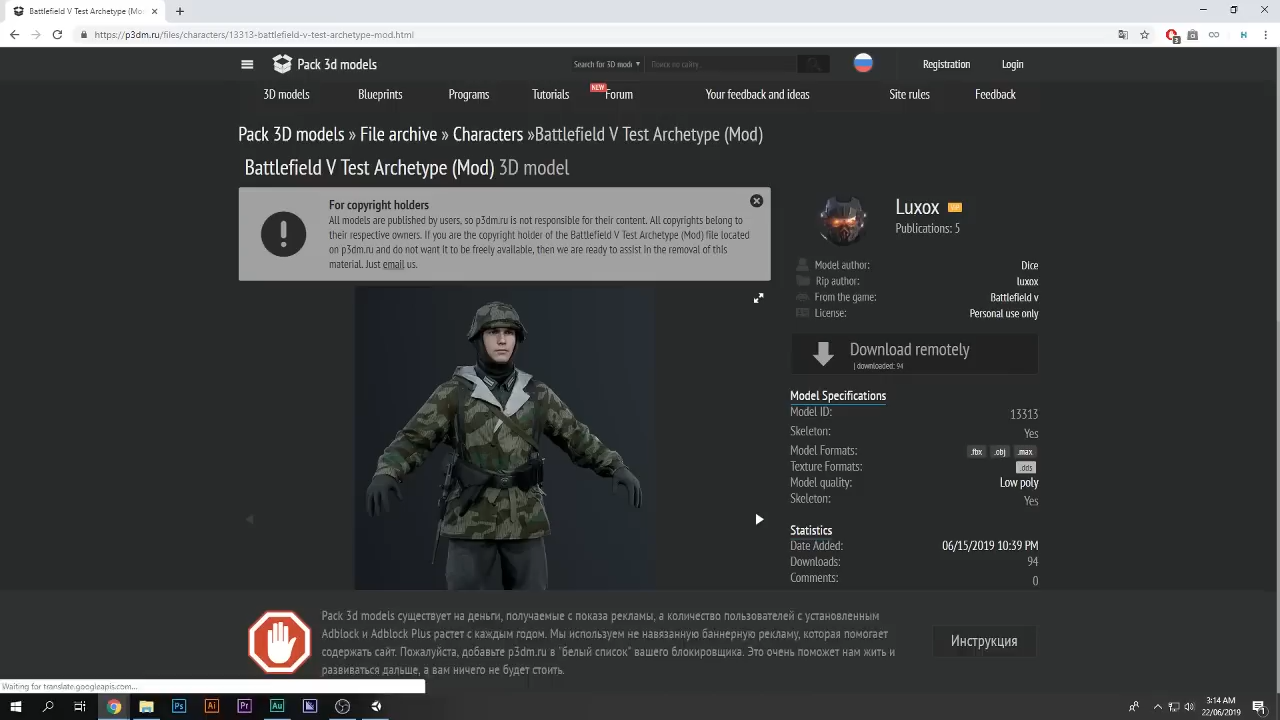 Battlefield V Test Archetype (Mo
https://p3dm.ru/files/characters/13313-battlefield-v-test-archetype-mod.html
Pack 3d models
Search for 3D modi
Поиск по сайту.
Registration
Login
3D models
Blueprints
Programs
Tutorials
NEW
Forum
Your feedback and ideas
Site rules
Feedback
Pack 3D models » File archive » Characters »Battlefield V Test Archetype (Mod)
Battlefield V Test Archetype (Mod) 3D model
For copyright holders
All models are published by users, so p3dm.ru is not responsible for their content. All copyrights belong to
their respective owners. If you are the copyright holder of the Battlefield V Test Archetype (Mod) file located
on p3dm.ru and do not want it to be freely available, then we are ready to assist in the removal of this
material. Just email us.
Luxox
Publications: 5
Model author: Dice
Rip author: luxox
From the game: Battlefield v
License: Personal use only
Download remotely
| downloaded: 94
Model Specifications
Model ID: 13313
Skeleton: Yes
Model Formats: .fbx .obj .max
Texture Formats: .dds
Model quality: Low poly
Skeleton: Yes
Statistics
Date Added: 06/15/2019 10:39 PM
Downloads: 94
Comments: 0
Pack 3d models существует на деньги, получаемые с показа рекламы, а количество пользователей с установленным
Adblock и Adblock Plus растет с каждым годом. Мы используем не навязанную баннерную рекламу, которая помогает
содержать сайт. Пожалуйста, добавьте p3dm.ru в "белый список" вашего блокировщика. Это очень поможет нам жить и
развиваться дальше, а вам ничего не будет стоить.
Инструкция
Waiting for translate.googleapis.com...
Ps
Ai
Pr
Au
3:14 AM
22/06/2019